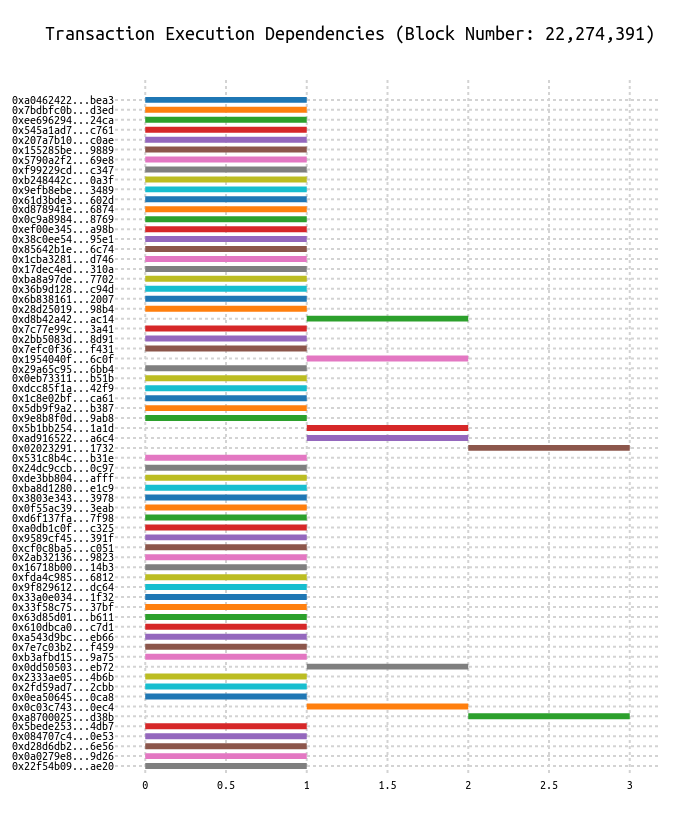 Transaction Execution Dependencies (Block Number: 22,274,391)
0xa0462422...bea3
0x7bdbfc0b...d3ed
0xee696294...24ca
0x545a1ad7...c761
0x207a7b10...c0ae
0x155285be...9889
0x5790a2f2...69e8
0xf99229cd...c347
0xb248442c...0a3f
0x9efb8ebe...3489
0x61d3bde3...602d
0xd878941e...6874
0x0c9a8984...8769
0xef00e345...a98b
0x38c0ee54...95e1
0x85642b1e...6c74
0x1cba3281...d746
0x17dec4ed...310a
0xba8a97de...7702
0x36b9d128...c94d
0x6b838161...2007
0x28d25019...98b4
0xd8b42a42...ac14
0x7c77e99c...3a41
0x2bb5083d...8d91
0x7efc0f36...f431
0x1954040f...6c0f
0x29a65c95...6bb4
0x0eb73311...b51b
0xdcc85f1a...42f9
0x1c8e02bf...ca61
0x5db9f9a2...b387
0x9e8b8f0d...9ab8
0x5b1bb254...1a1d
0xad916522...a6c4
0x02023291...1732
0x531c8b4c...b31e
0x24dc9ccb...0c97
0xde3bb804...afff
0xba8d1280...e1c9
0x3803e343...3978
0x0f55ac39...3eab
0xd6f137fa...7f98
0xa0db1c0f...c325
0x9589cf45...391f
0xcf0c8ba5...c051
0x2ab32136...9823
0x16718b00...14b3
0xfda4c985...6812
0x9f829612...dc64
0x33a0e034...1f32
0x33f58c75...37bf
0x63d85d01...b611
0x610dbca0...c7d1
0xa543d9bc...eb66
0x7e7c03b2...f459
0xb3afbd15...9a75
0x0dd50503...eb72
0x2333ae05...4b6b
0x2fd59ad7...2cbb
0x0ea50645...0ca8
0x0c03c743...0ec4
0xa8700025...d38b
0x5bede253...4db7
0x084707c4...0e53
0xd28d6db2...6e56
0x0a0279e8...9d26
0x22f54b09...ae20
0 0.5 1 1.5 2 2.5 3